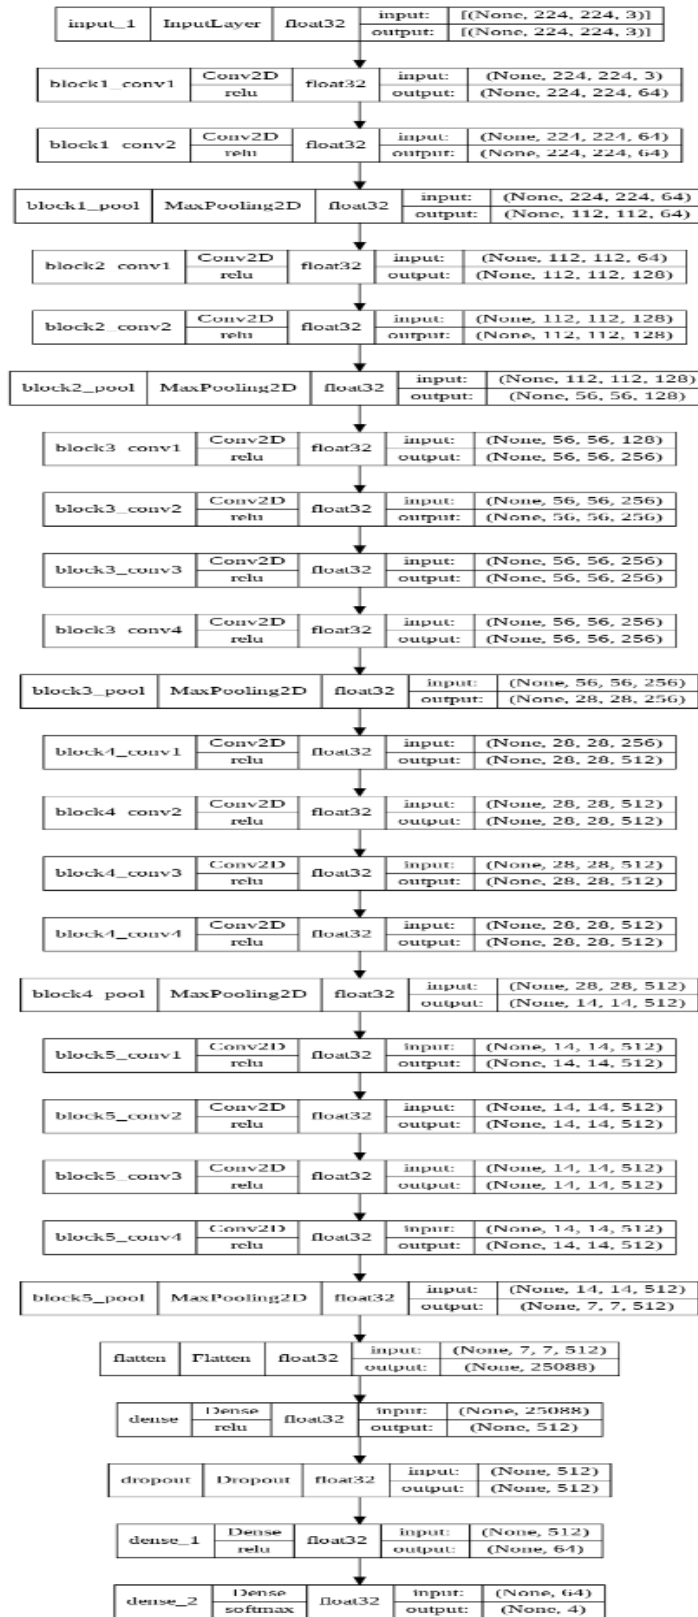 input_1 InputLayer float32 input: [(None, 224, 224, 3)]
output: [(None, 224, 224, 3)]
block1_conv1 Conv2D float32 input: (None, 224, 224, 3)
relu output: (None, 224, 224, 64)
block1_conv2 Conv2D float32 input: (None, 224, 224, 64)
relu output: (None, 224, 224, 64)
block1_pool MaxPooling2D float32 input: (None, 224, 224, 64)
output: (None, 112, 112, 64)
block2_conv1 Conv2D float32 input: (None, 112, 112, 64)
relu output: (None, 112, 112, 128)
block2_conv2 Conv2D float32 input: (None, 112, 112, 128)
relu output: (None, 112, 112, 128)
block2_pool MaxPooling2D float32 input: (None, 112, 112, 128)
output: (None, 56, 56, 128)
block3_conv1 Conv2D float32 input: (None, 56, 56, 128)
relu output: (None, 56, 56, 256)
block3_conv2 Conv2D float32 input: (None, 56, 56, 256)
relu output: (None, 56, 56, 256)
block3_conv3 Conv2D float32 input: (None, 56, 56, 256)
relu output: (None, 56, 56, 256)
block3_conv4 Conv2D float32 input: (None, 56, 56, 256)
relu output: (None, 56, 56, 256)
block3_pool MaxPooling2D float32 input: (None, 56, 56, 256)
output: (None, 28, 28, 256)
block4_conv1 Conv2D float32 input: (None, 28, 28, 256)
relu output: (None, 28, 28, 512)
block4_conv2 Conv2D float32 input: (None, 28, 28, 512)
relu output: (None, 28, 28, 512)
block4_conv3 Conv2D float32 input: (None, 28, 28, 512)
relu output: (None, 28, 28, 512)
block4_conv4 Conv2D float32 input: (None, 28, 28, 512)
relu output: (None, 28, 28, 512)
block4_pool MaxPooling2D float32 input: (None, 28, 28, 512)
output: (None, 14, 14, 512)
block5_conv1 Conv2D float32 input: (None, 14, 14, 512)
relu output: (None, 14, 14, 512)
block5_conv2 Conv2D float32 input: (None, 14, 14, 512)
relu output: (None, 14, 14, 512)
block5_conv3 Conv2D float32 input: (None, 14, 14, 512)
relu output: (None, 14, 14, 512)
block5_conv4 Conv2D float32 input: (None, 14, 14, 512)
relu output: (None, 14, 14, 512)
block5_pool MaxPooling2D float32 input: (None, 14, 14, 512)
output: (None, 7, 7, 512)
flatten Flatten float32 input: (None, 7, 7, 512)
output: (None, 25088)
dense Dense float32 input: (None, 25088)
relu output: (None, 512)
dropout Dropout float32 input: (None, 512)
output: (None, 512)
dense_1 Dense float32 input: (None, 512)
relu output: (None, 64)
dense_2 Dense float32 input: (None, 64)
softmax output: (None, 4)